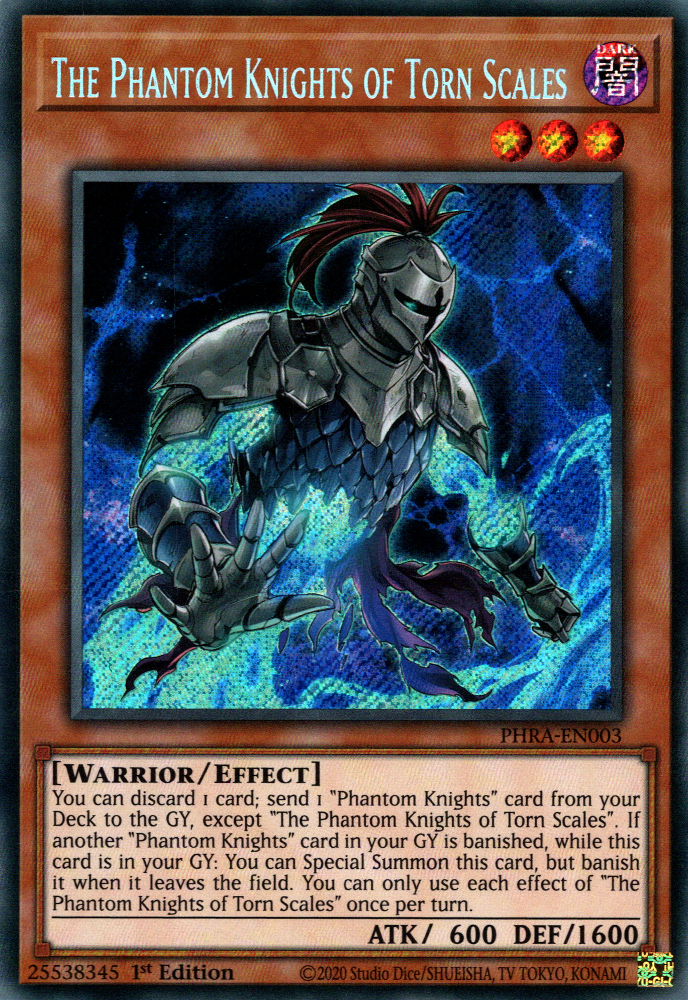 THE PHANTOM KNIGHTS OF TORN SCALES
DARK
闇
PHRA-EN003
[WARRIOR/EFFECT]
You can discard 1 card; send 1 "Phantom Knights" card from your
Deck to the GY, except "The Phantom Knights of Torn Scales". If
another "Phantom Knights" card in your GY is banished, while this
card is in your GY: You can Special Summon this card, but banish
it when it leaves the field. You can only use each effect of "The
Phantom Knights of Torn Scales" once per turn.
ATK/ 600 DEF/1600
25538345 1st Edition ©2020 Studio Dice/SHUEISHA, TV TOKYO, KONAMI